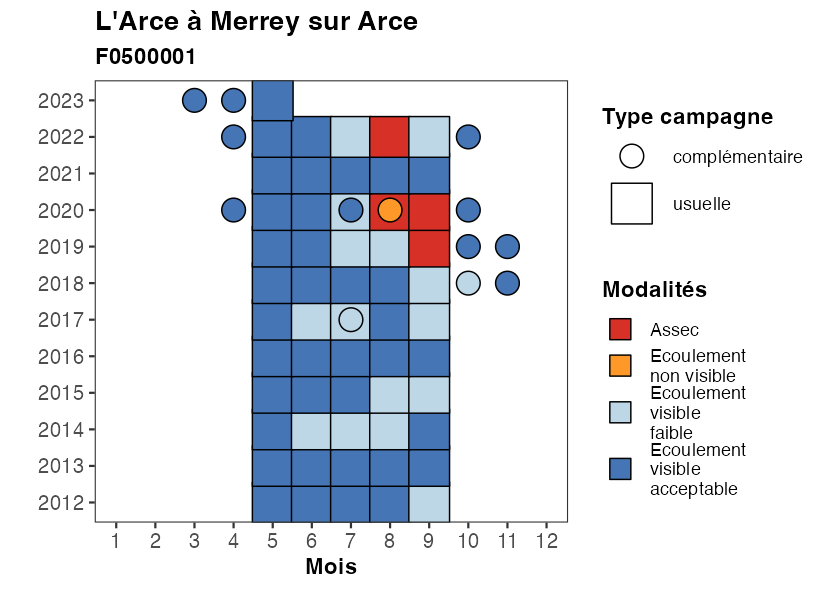 L'Arce à Merrey sur Arce
F0500001
2023
2022
2021
2020
2019
2018
2017
2016
2015
2014
2013
2012
1 2 3 4 5 6 7 8 9 10 11 12
Mois
Type campagne
complémentaire
usuelle
Modalités
Assec
Ecoulement
non visible
Ecoulement
visible
faible
Ecoulement
visible
acceptable